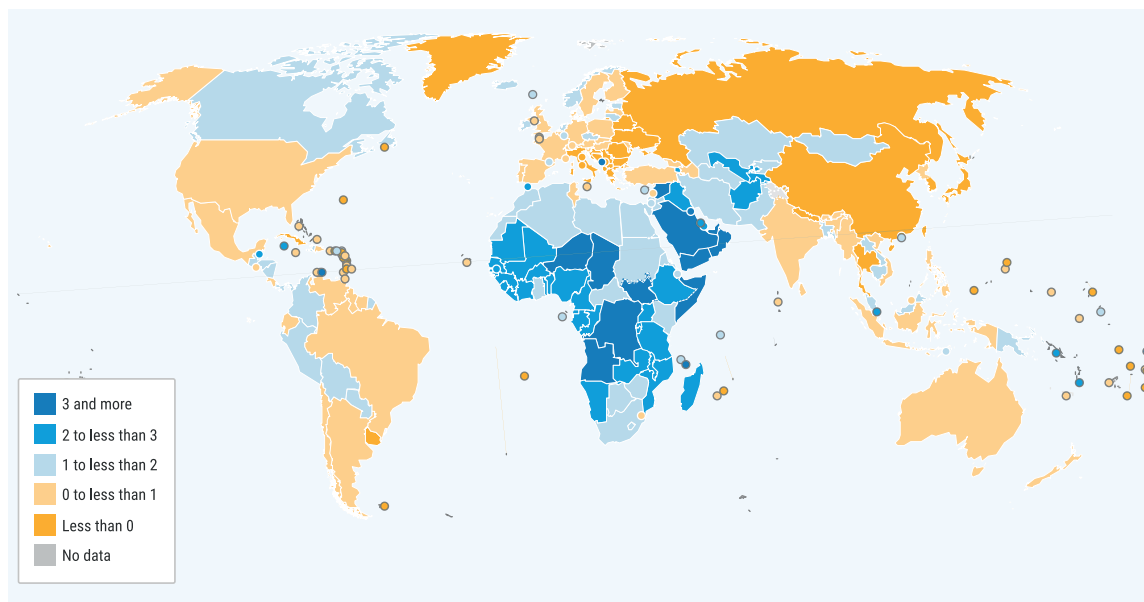 3 and more
2 to less than 3
1 to less than 2
0 to less than 1
Less than 0
No data